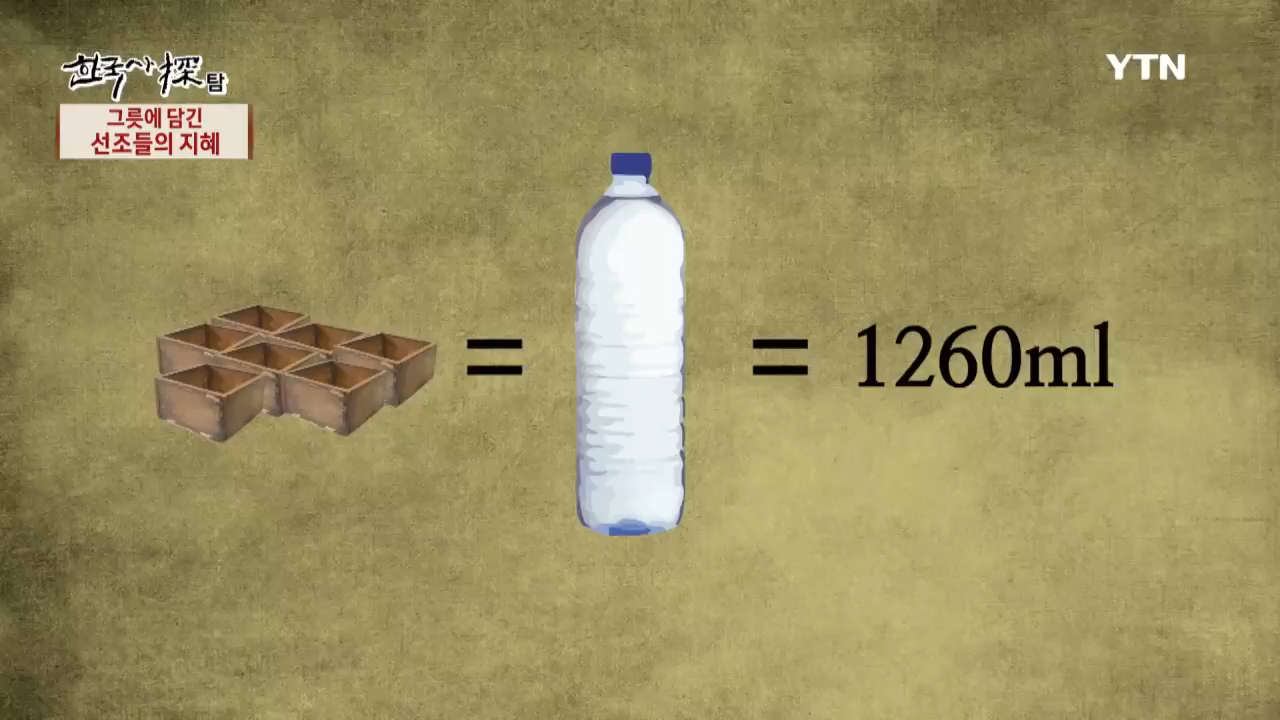 한국사 探 탐
그릇에 담긴
선조들의 지혜
YTN
= = 1260ml